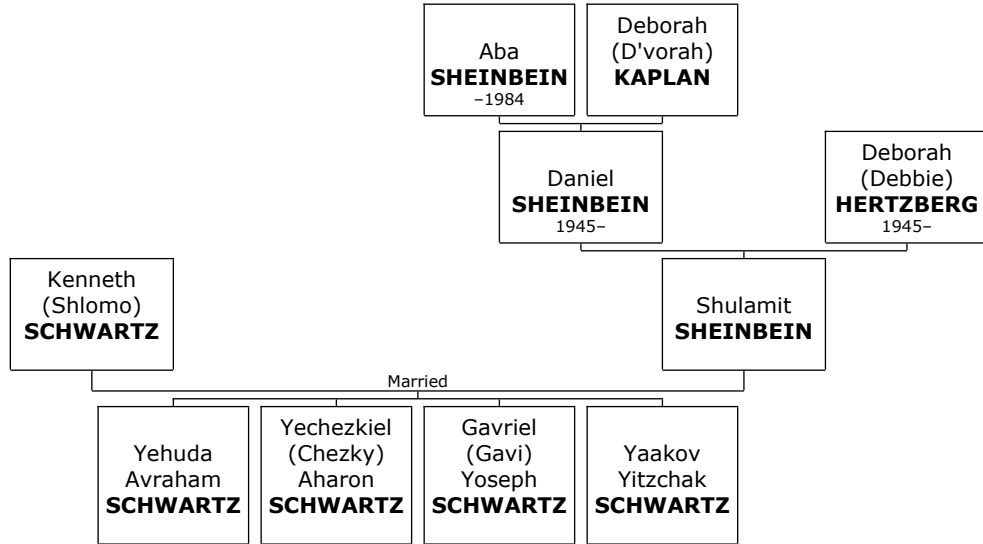 Aba
SHEINBEIN
–1984
Deborah
(D'vorah)
KAPLAN
Daniel
SHEINBEIN
1945–
Deborah
(Debbie)
HERTZBERG
1945–
Kenneth
(Shlomo)
SCHWARTZ
Shulamit
SHEINBEIN
Married
Yehuda
Avraham
SCHWARTZ
Yechezkiel
(Chezky)
Aharon
SCHWARTZ
Gavriel
(Gavi)
Yoseph
SCHWARTZ
Yaakov
Yitzchak
SCHWARTZ